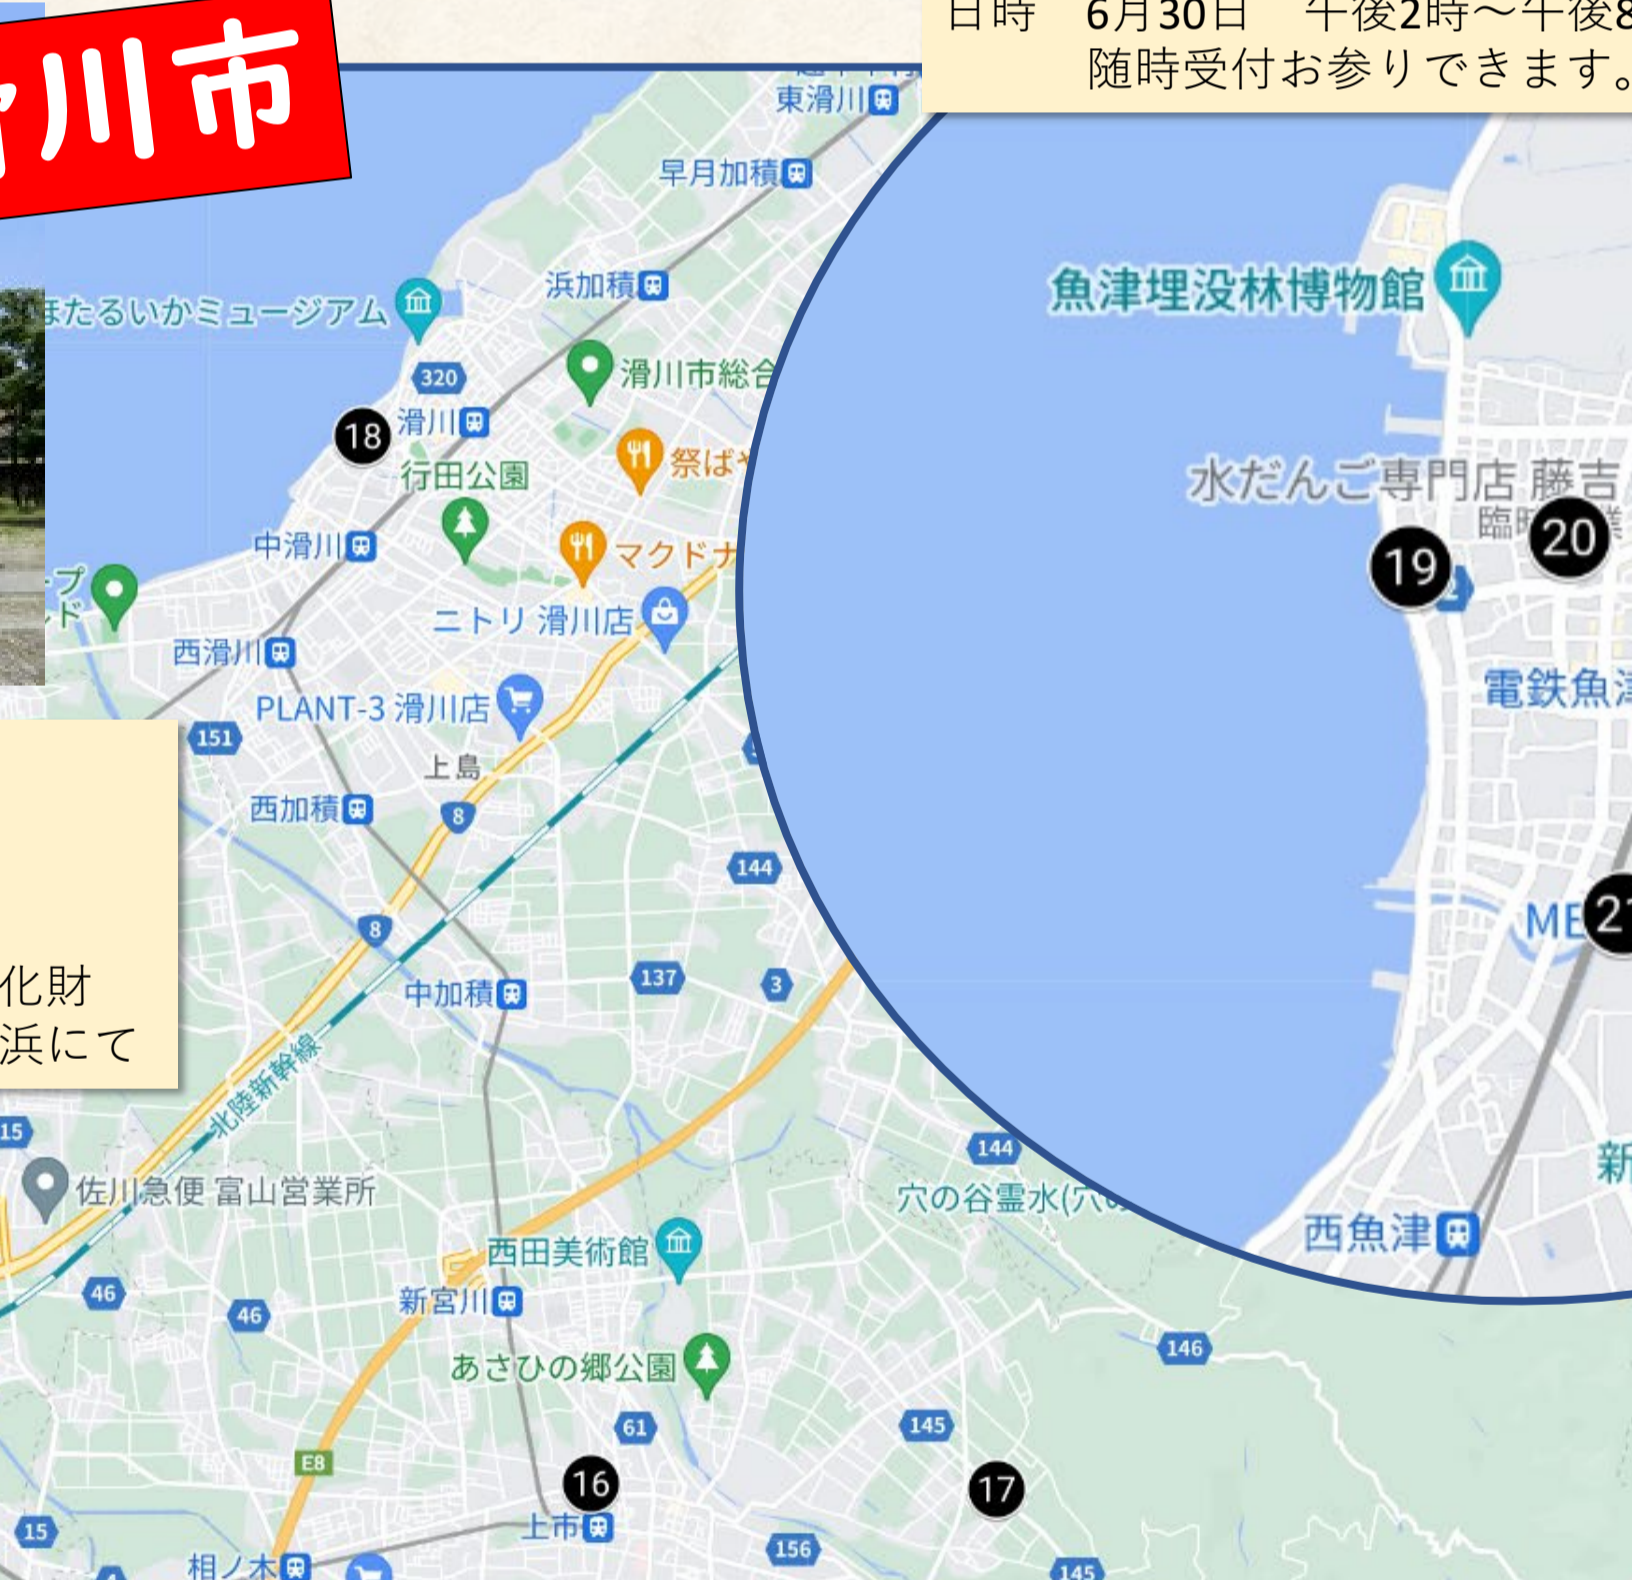 川市
日時 6月30日 午後2時～午後8
随時受付お参りできます。
東滑川
早月加積
浜加積
ほたるいかミュージアム
320
滑川市総合
18
滑川
祭ば
行田公園
中滑川
マクドナ
プ
ド
ニトリ 滑川店
西滑川
PLANT-3 滑川店
151
上島
西加積
8
144
8
137
3
中加積
化財
浜にて
北陸新幹線
15
佐川急便 富山営業所
144
穴の谷霊水(穴の
西田美術館
46
46
新宮川
146
あさひの郷公園
61
145
E8
16
17
15
上市
156
145
相ノ木
魚津埋没林博物館
水だんご専門店 藤吉
臨
業
19
20
電鉄魚津
ME
21
新
西魚津